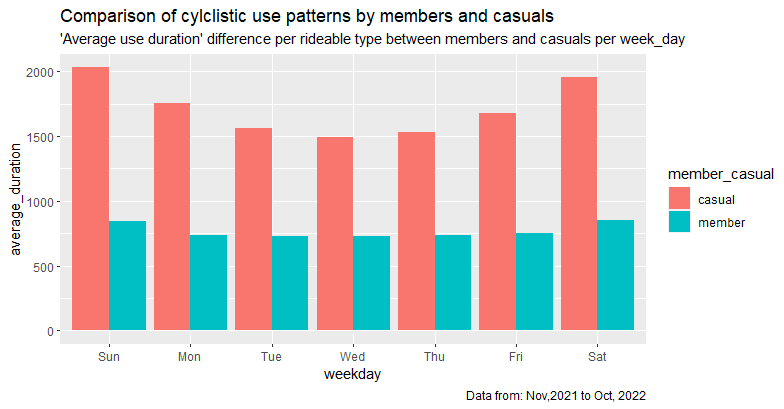 Comparison of cylclistic use patterns by members and casuals
'Average use duration' difference per rideable type between members and casuals per week_day
2000
1500
1000
500
0
average_duration
Sun Mon Tue Wed Thu Fri Sat
weekday
member_casual
casual
member
Data from: Nov,2021 to Oct, 2022